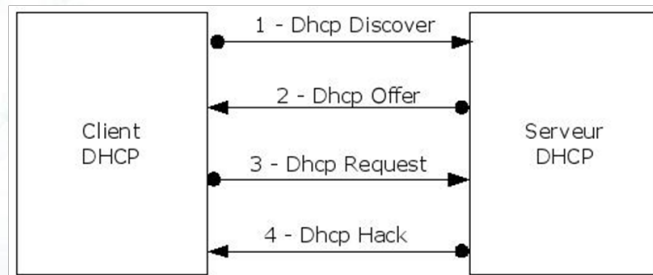 1 - Dhcp Discover
2 - Dhcp Offer
Client
DHCP
Serveur
DHCP
3 - Dhcp Request
4 - Dhcp Hack